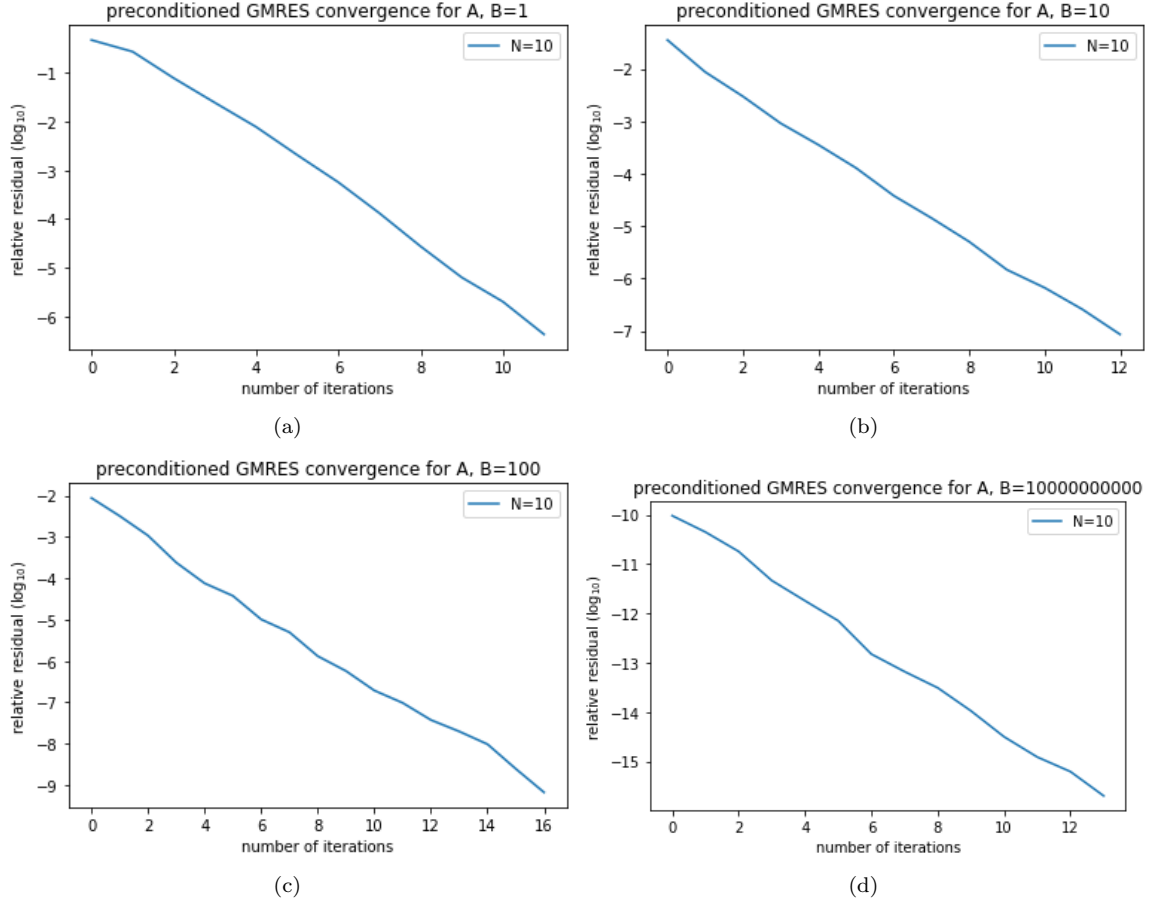 preconditioned GMRES convergence for A, B=1
N=10
relative residual (log10)
−1
−2
−3
−4
−5
−6
0 2 4 6 8 10
number of iterations
(a)
preconditioned GMRES convergence for A, B=10
N=10
relative residual (log10)
−2
−3
−4
−5
−6
−7
0 2 4 6 8 10 12
number of iterations
(b)
preconditioned GMRES convergence for A, B=100
N=10
relative residual (log10)
−2
−3
−4
−5
−6
−7
−8
−9
0 2 4 6 8 10 12 14 16
number of iterations
(c)
preconditioned GMRES convergence for A, B=10000000000
N=10
relative residual (log10)
−10
−11
−12
−13
−14
−15
0 2 4 6 8 10 12
number of iterations
(d)